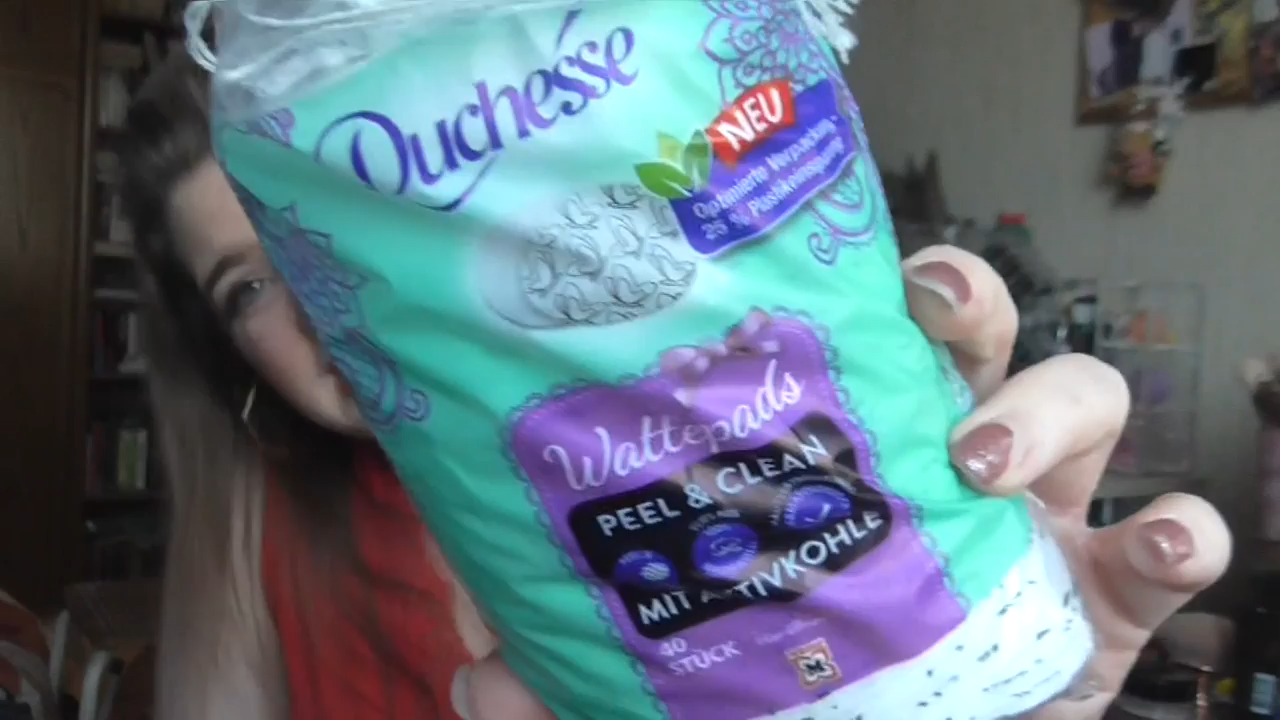 Duchesse
NEU
Optimierte Verpackung
25 % Plastikeinsparung
Wattepads
PEEL & CLEAN
MIT AKTIVKOHLE
40
STÜCK
M